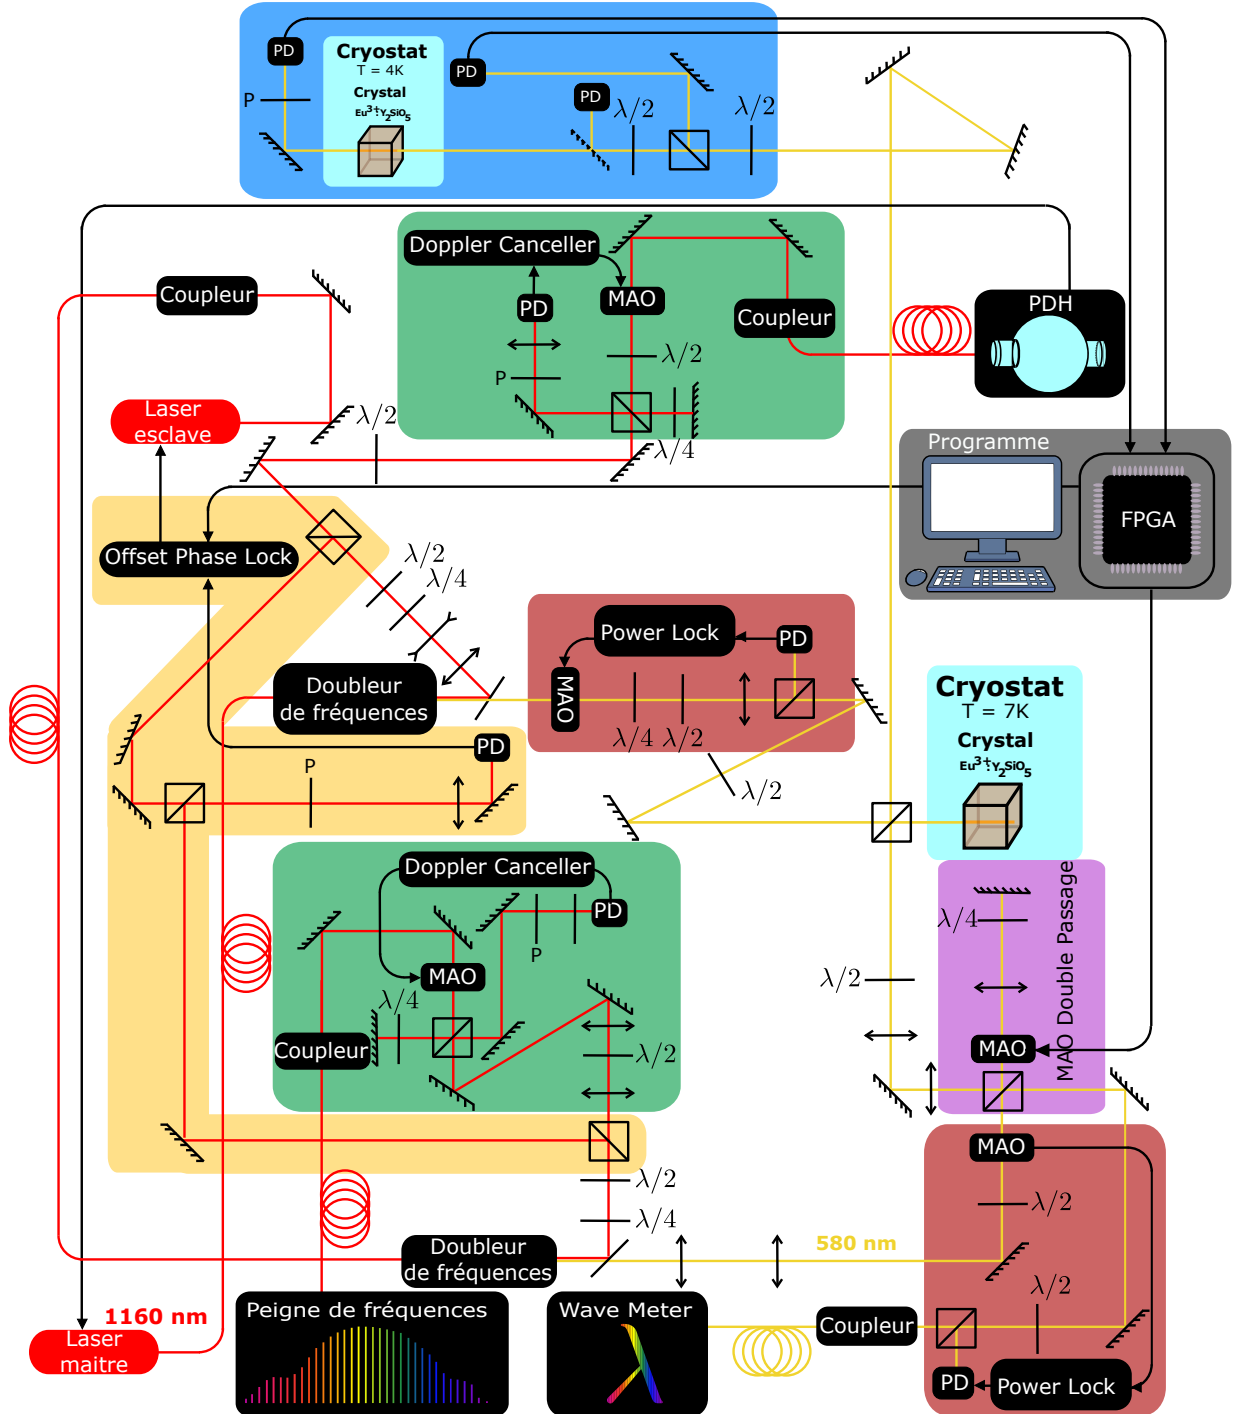 PD
Cryostat
T = 4K
Crystal
Eu³⁺:Y₂SiO₅
P
PD
PD
λ/2
λ/2
Doppler Canceller
PD
MAO
Coupleur
λ/2
P
λ/4
PDH
Coupleur
Laser
esclave
λ/2
Programme
FPGA
Offset Phase Lock
λ/2
λ/4
Power Lock
PD
MAO
λ/4
λ/2
Doubleur
de fréquences
λ/2
Cryostat
T = 7K
Crystal
Eu³⁺:Y₂SiO₅
PD
P
Doppler Canceller
PD
P
MAO
λ/4
Coupleur
λ/2
λ/4
MAO Double Passage
λ/2
MAO
MAO
λ/2
λ/2
λ/4
Doubleur
de fréquences
580 nm
λ/2
1160 nm
Laser
maitre
Peigne de fréquences
Wave Meter
Coupleur
PD
Power Lock